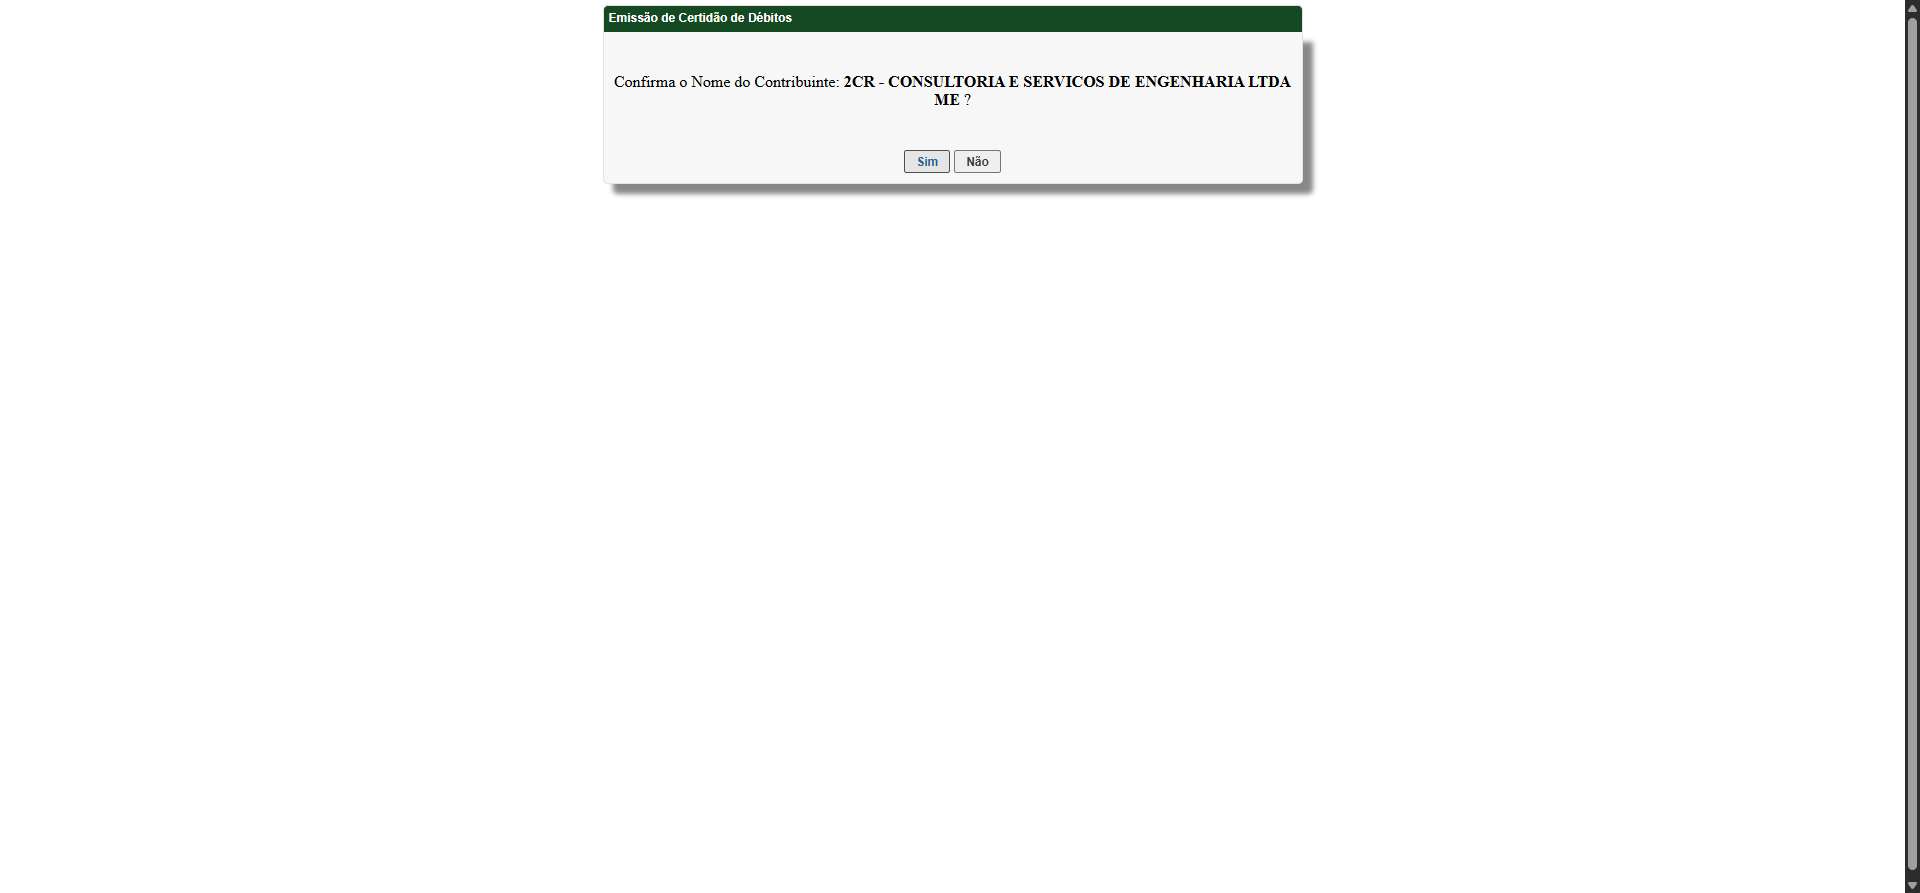 Emissão de Certidão de Débitos
Confirma o Nome do Contribuinte: 2CR - CONSULTORIA E SERVICOS DE ENGENHARIA LTDA
ME ?
Sim Não